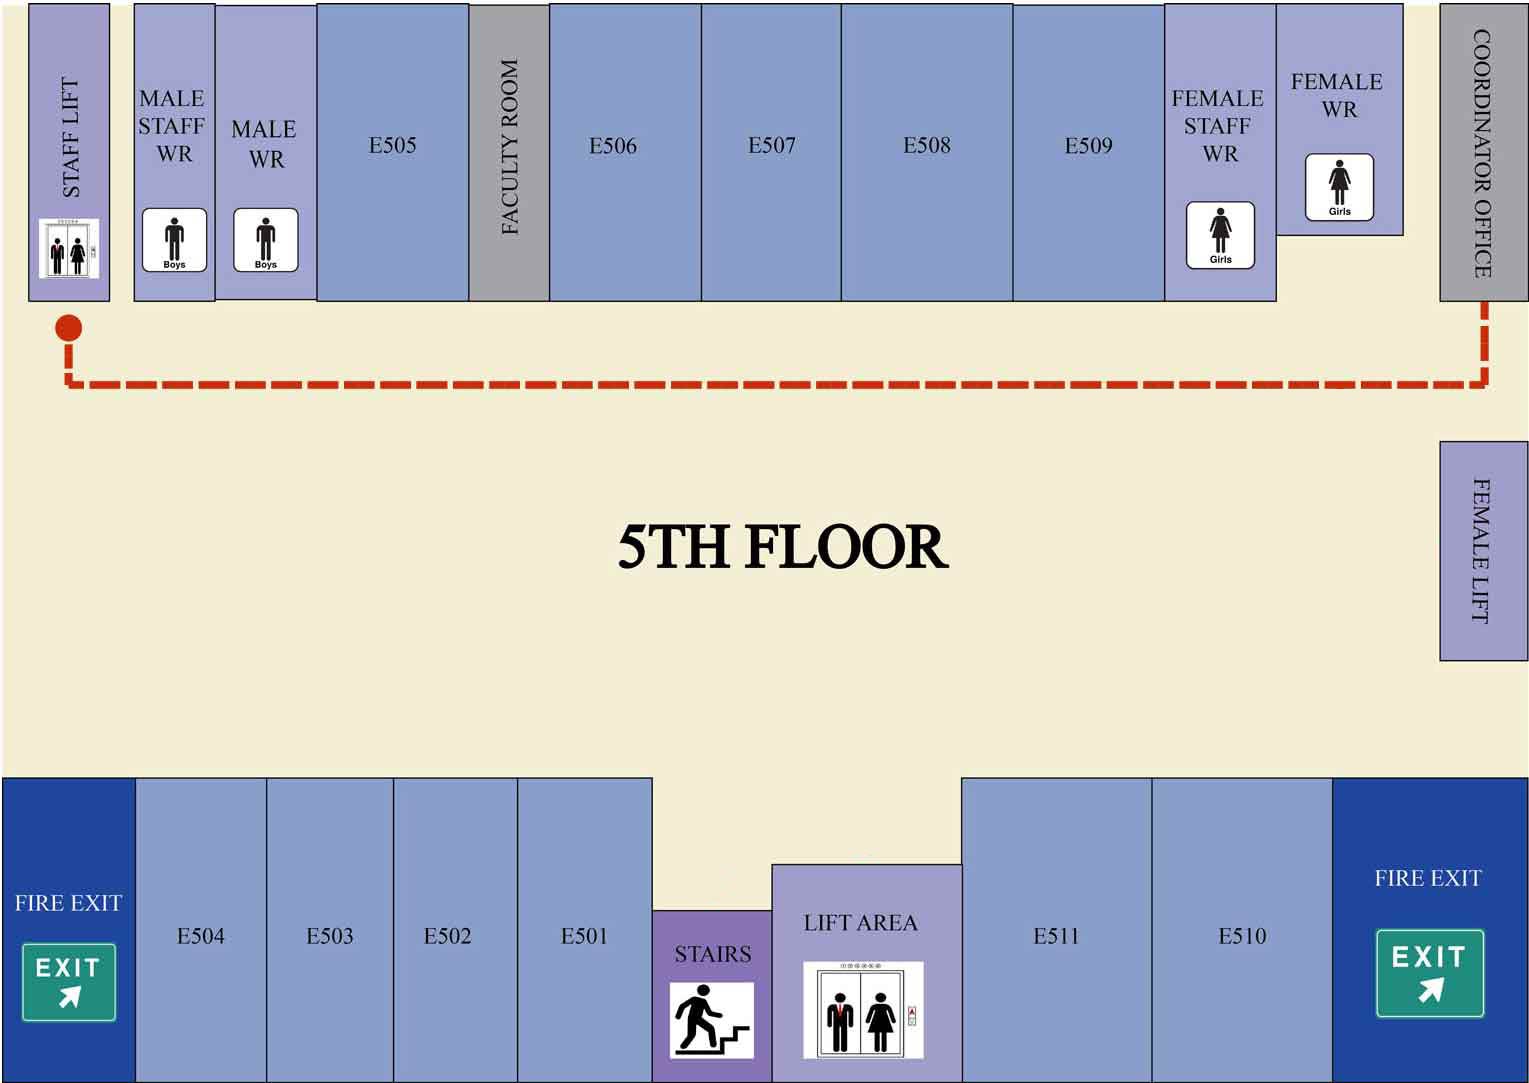 STAFF LIFT
MALE
STAFF
WR
Boys
MALE
WR
Boys
E505
FACULTY ROOM
E506
E507
E508
E509
FEMALE
STAFF
WR
Girls
FEMALE
WR
Girls
COORDINATOR OFFICE
5TH FLOOR
FEMALE LIFT
FIRE EXIT
EXIT
E504
E503
E502
E501
STAIRS
LIFT AREA
E511
E510
FIRE EXIT
EXIT